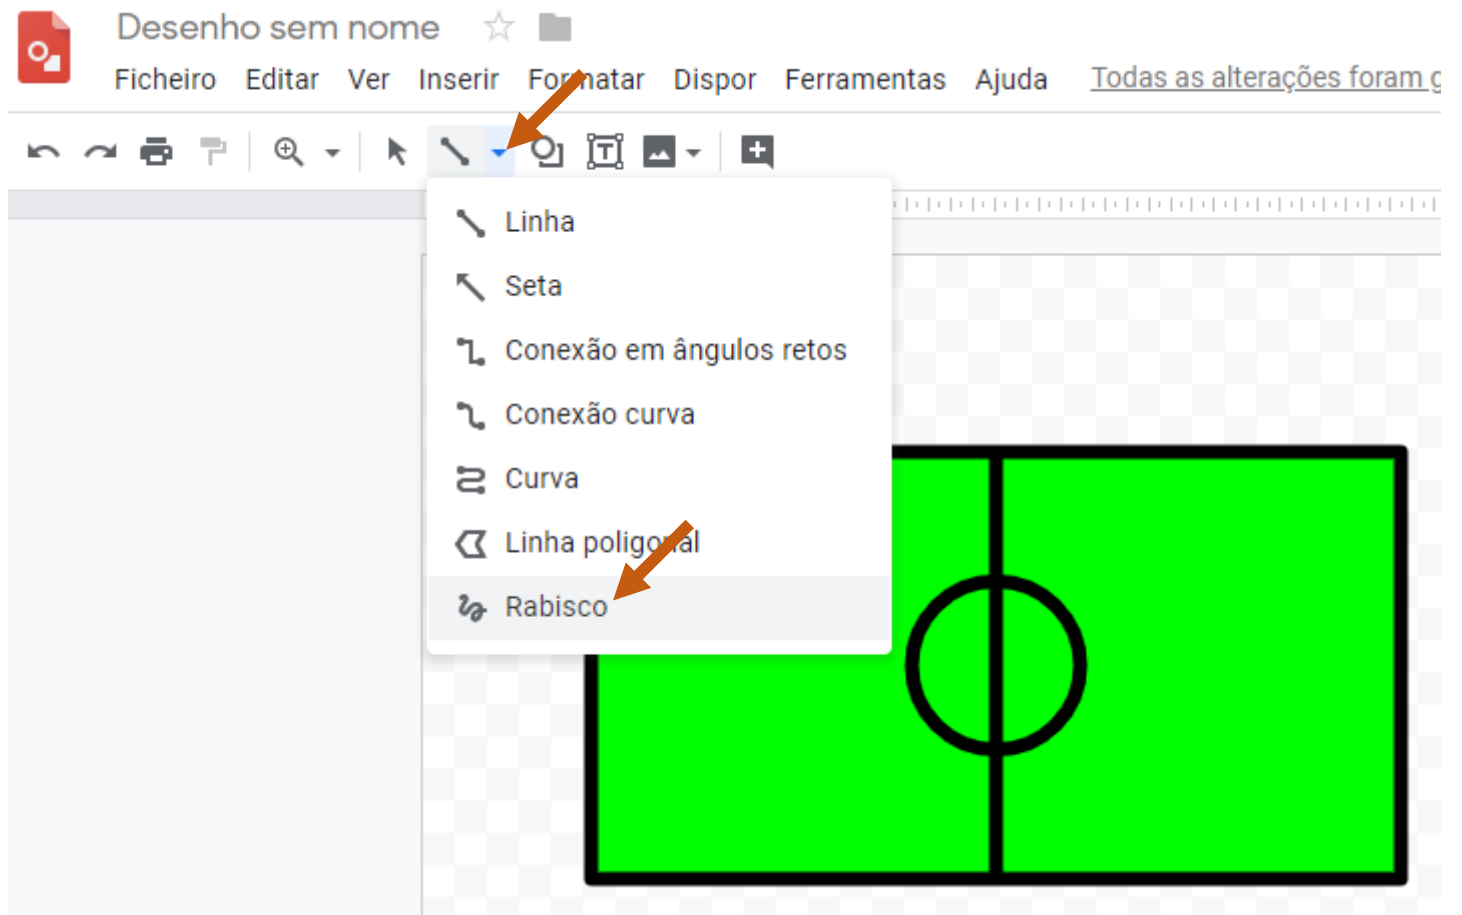 Desenho sem nome
Ficheiro Editar Ver Inserir Formatar Dispor Ferramentas Ajuda Todas as alterações foram g
T
Linha
Seta
Conexão em ângulos retos
Conexão curva
Curva
Linha poligonal
Rabisco